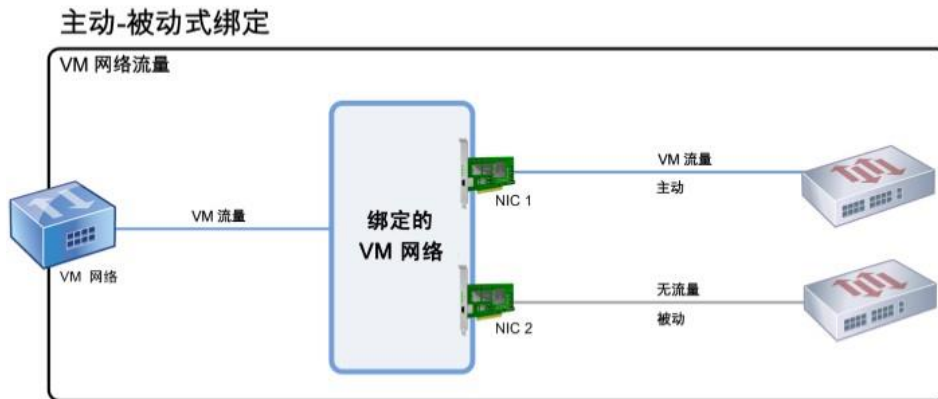 主动-被动式绑定
VM 网络流量
VM 流量
VM 网络
绑定的
VM 网络
NIC 1
VM 流量
主动
NIC 2
无流量
被动